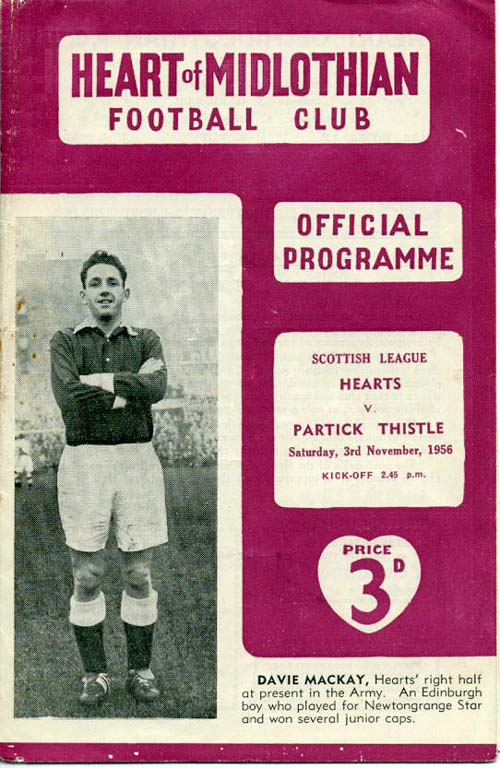 HEART of MIDLOTHIAN
FOOTBALL CLUB
OFFICIAL
PROGRAMME
SCOTTISH LEAGUE
HEARTS
V.
PARTICK THISTLE
Saturday, 3rd November, 1956
KICK-OFF 2.45 p.m.
PRICE
3D
DAVIE MACKAY, Hearts' right half
at present in the Army. An Edinburgh
boy who played for Newtongrange Star
and won several junior caps.